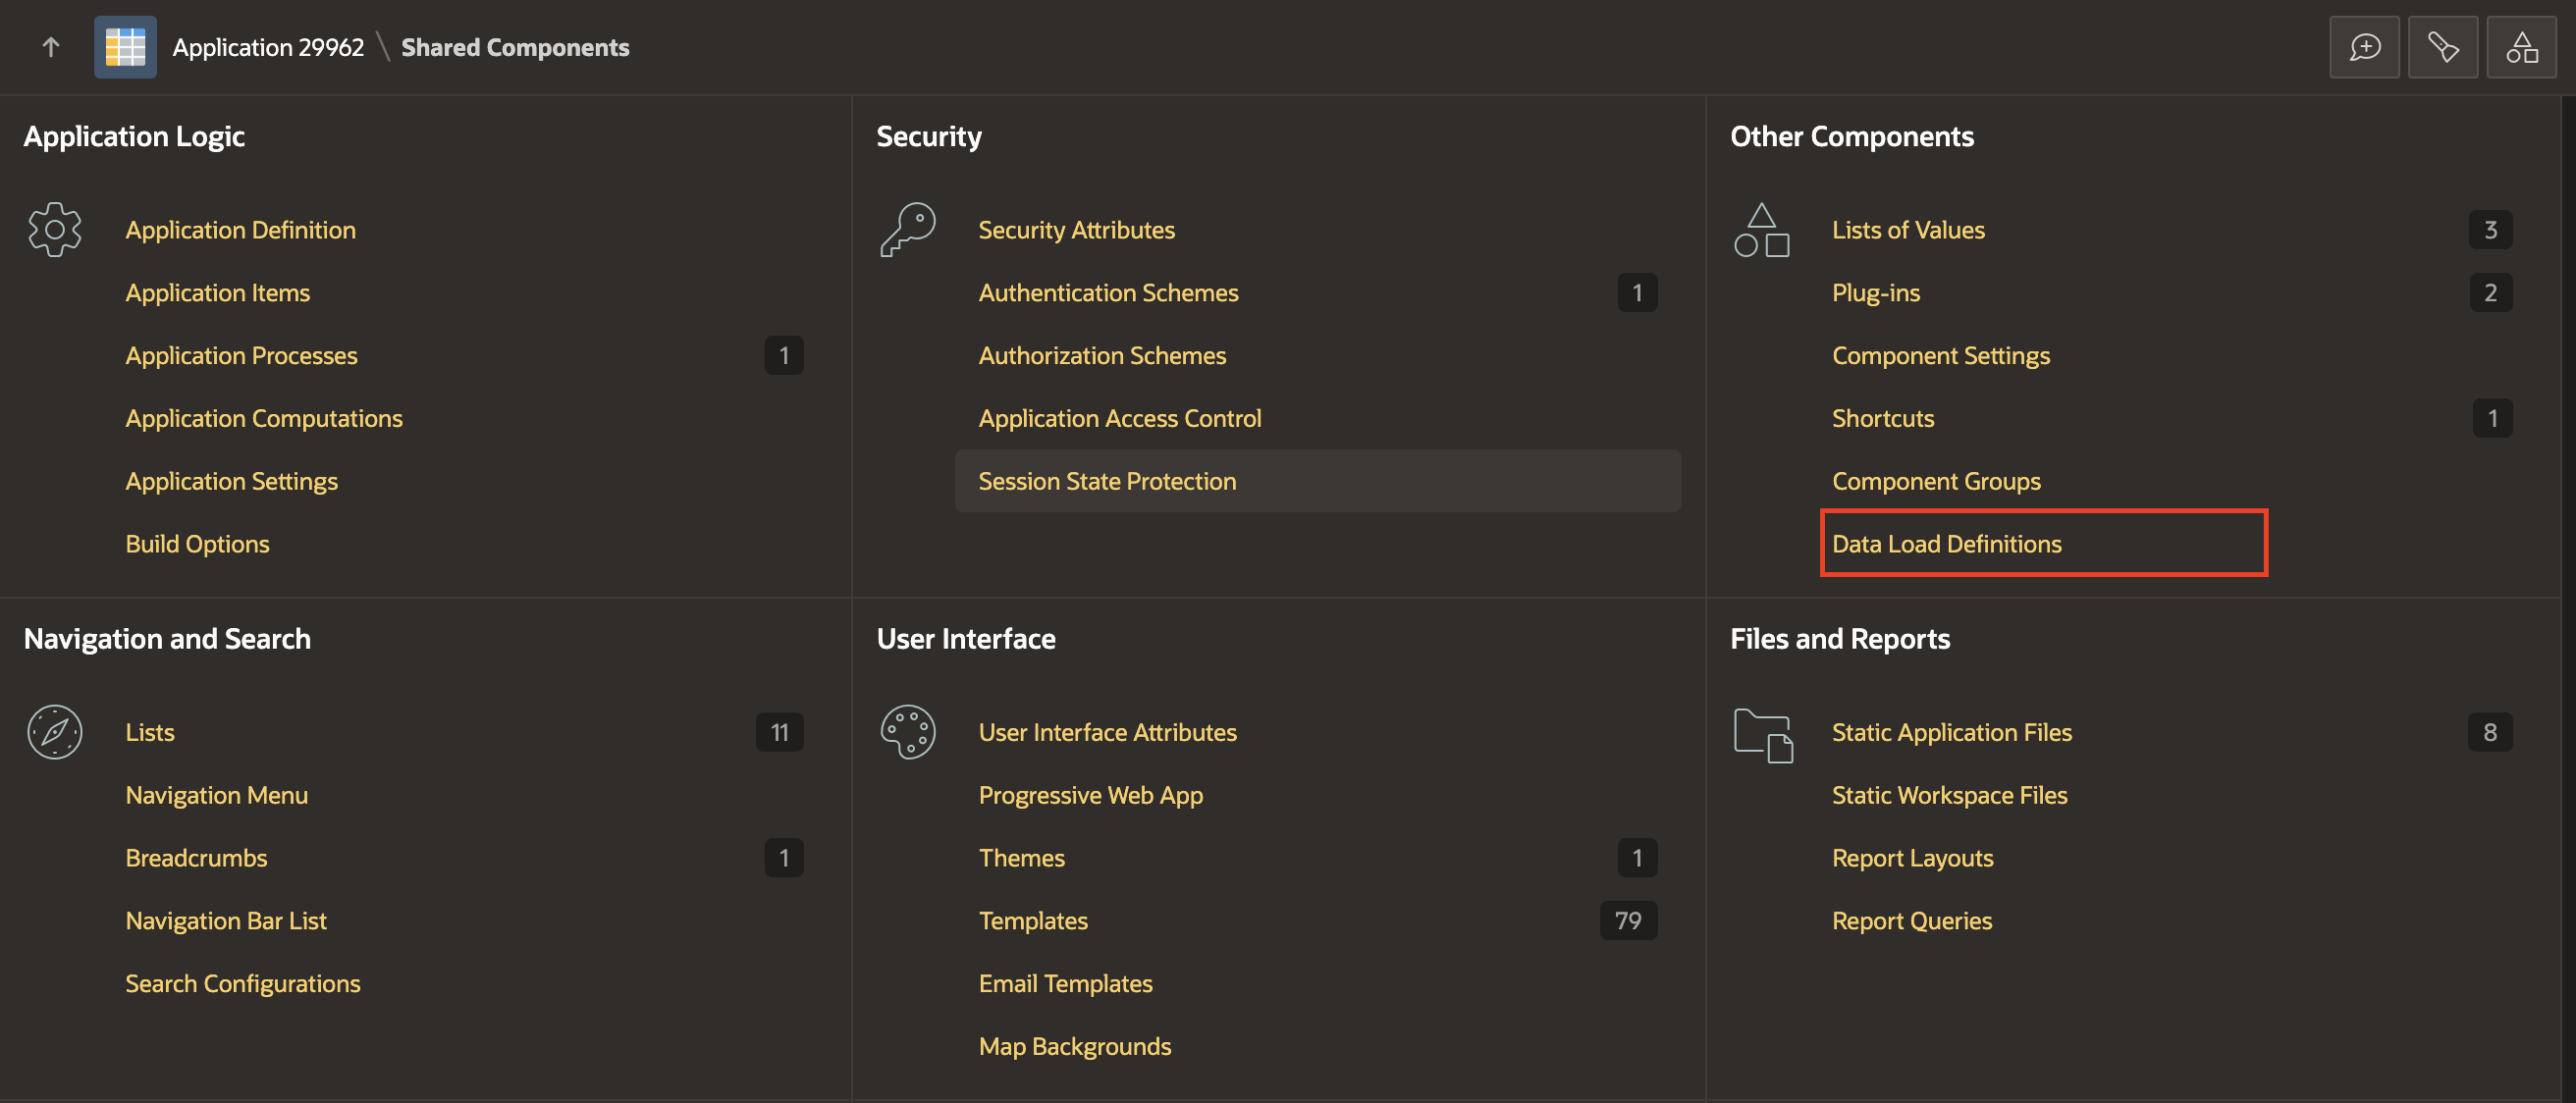 Application 29962 \ Shared Components
Application Logic
Application Definition
Application Items
Application Processes 1
Application Computations
Application Settings
Build Options
Security
Security Attributes
Authentication Schemes 1
Authorization Schemes
Application Access Control
Session State Protection
Other Components
Lists of Values 3
Plug-ins 2
Component Settings
Shortcuts 1
Component Groups
Data Load Definitions
Navigation and Search
Lists 11
Navigation Menu
Breadcrumbs 1
Navigation Bar List
Search Configurations
User Interface
User Interface Attributes
Progressive Web App
Themes 1
Templates 79
Email Templates
Map Backgrounds
Files and Reports
Static Application Files 8
Static Workspace Files
Report Layouts
Report Queries